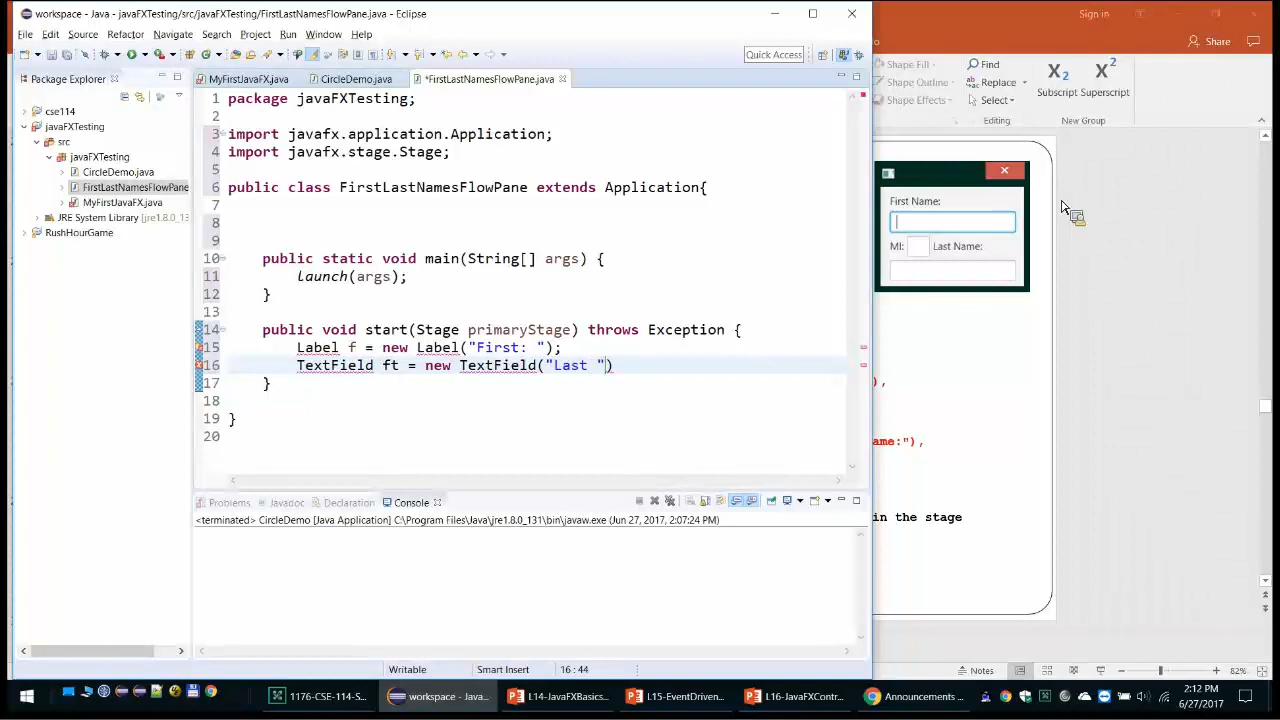 workspace - Java - javaFXTesting/src/javaFXTesting/FirstLastNamesFlowPane.java - Eclipse
Sign in
File Edit Source Refactor Navigate Search Project Run Window Help
Share
Quick Access
Shape Fill
Shape Outline
Shape Effects
Find
Replace
Select
Editing
X2 X2
Subscript Superscript
New Group
Package Explorer
MyFirstJavaFX.java CircleDemo.java *FirstLastNamesFlowPane.java
cse114
javaFXTesting
src
javaFXTesting
CircleDemo.java
FirstLastNamesFlowPane
MyFirstJavaFX.java
JRE System Library [jre1.8.0_
RushHourGame
1 package javaFXTesting;
2
3 import javafx.application.Application;
4 import javafx.stage.Stage;
5
6 public class FirstLastNamesFlowPane extends Application{
7
8
9
10 public static void main(String[] args) {
11 launch(args);
12 }
13
14 public void start(Stage primaryStage) throws Exception {
15 Label f = new Label("First: ");
16 TextField ft = new TextField("Last ")
17 }
18
19 }
20
First Name:
MI: Last Name:
),
ame:"),
in the stage
Problems Javadoc Declaration Console
<terminated> CircleDemo [Java Application] C:\Program Files\Java\jre1.8.0_131\bin\javaw.exe (Jun 27, 2017, 2:07:24 PM)
Writable Smart Insert 16 : 44
Notes 82%
1176-CSE-114-S... workspace - Java... L14-JavaFXBasics... L15-EventDriven... L16-JavaFXContr... Announcements ...
2:12 PM
6/27/2017